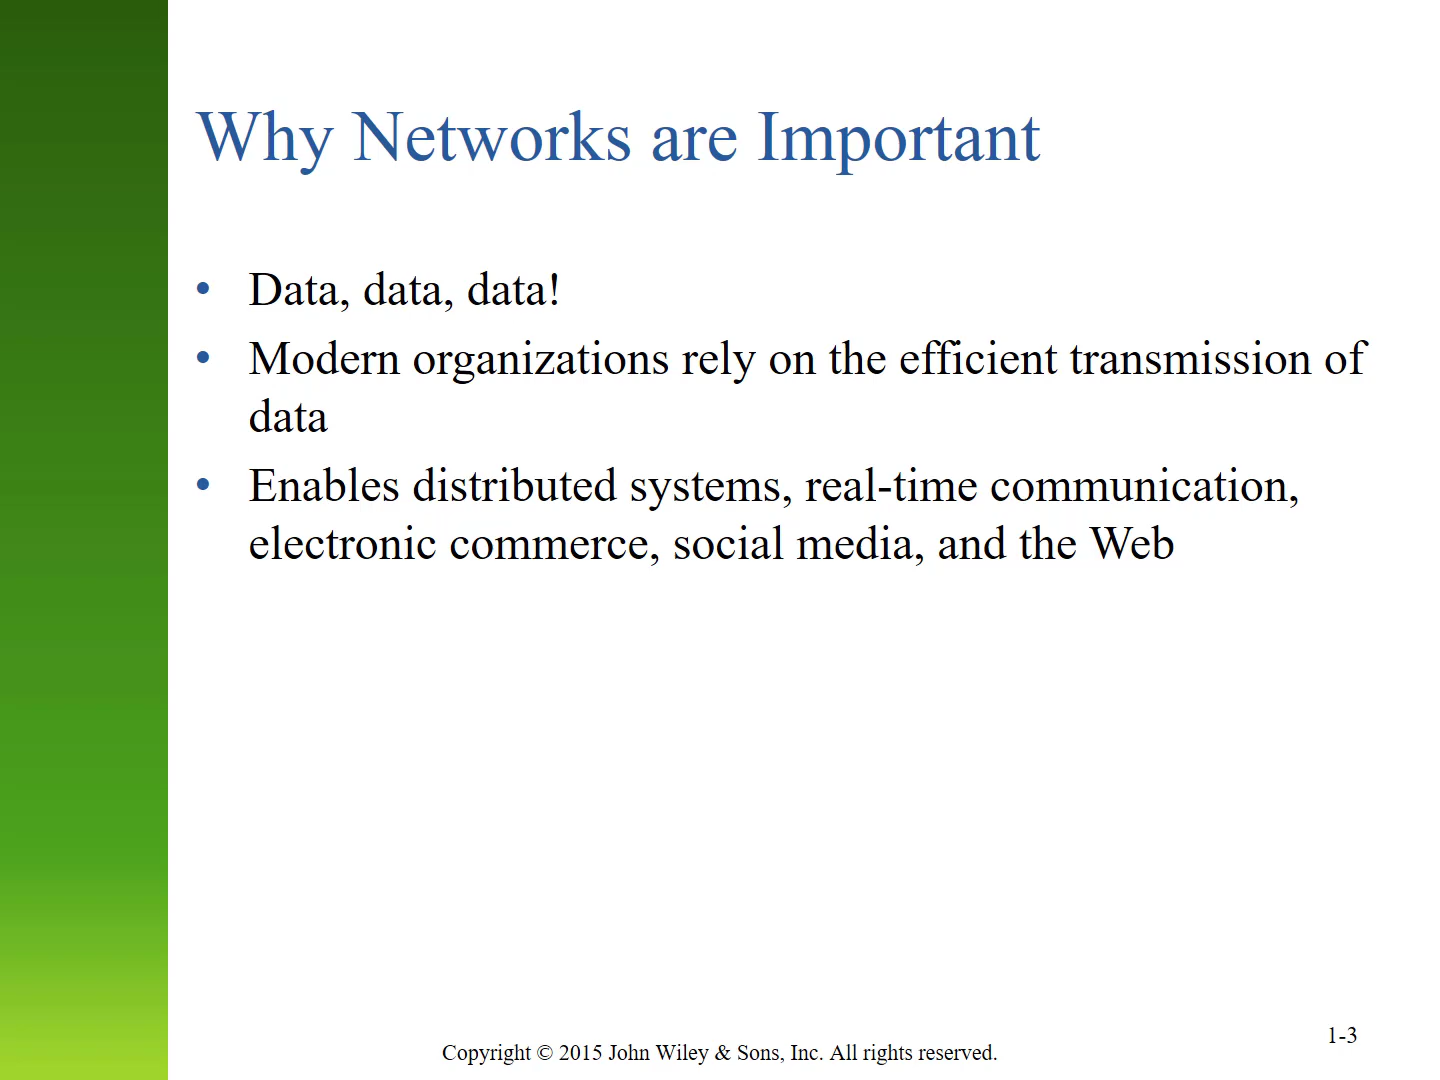 Why Networks are Important
• Data, data, data!
• Modern organizations rely on the efficient transmission of
data
• Enables distributed systems, real-time communication,
electronic commerce, social media, and the Web
1-3
Copyright © 2015 John Wiley & Sons, Inc. All rights reserved.